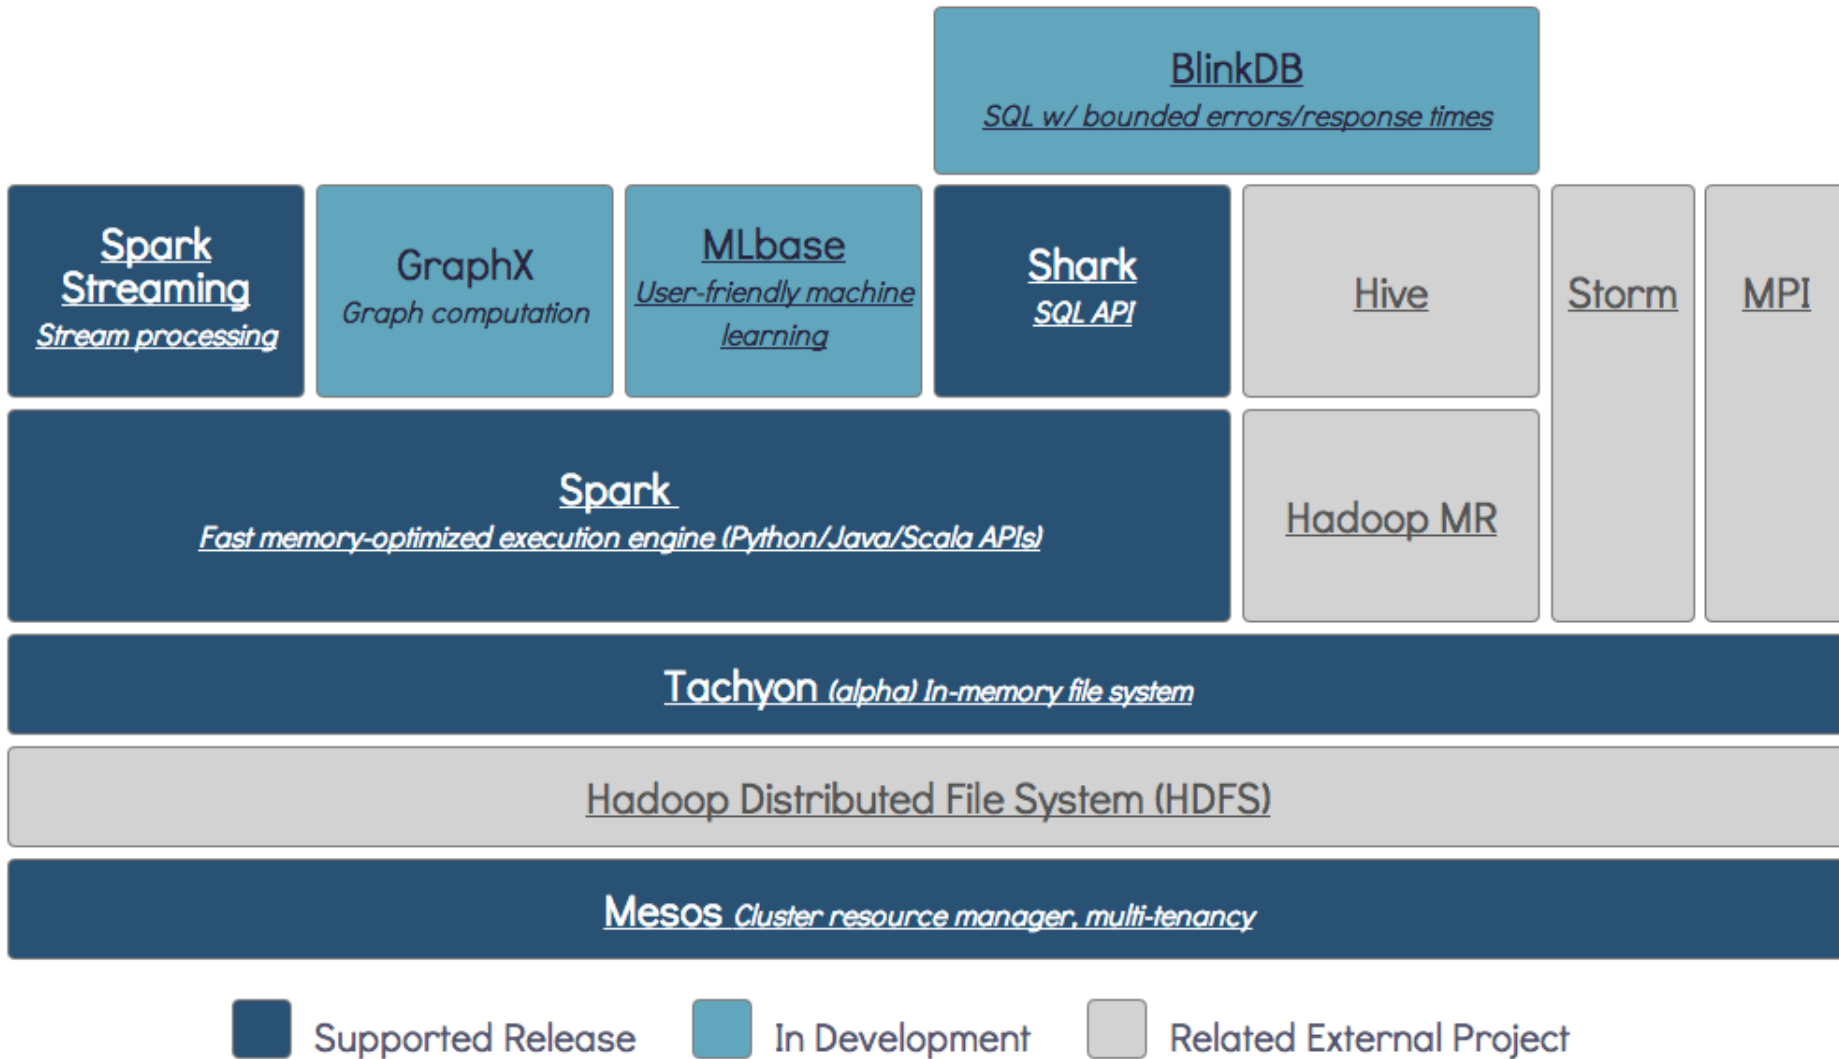 BlinkDB
SQL w/ bounded errors/response times
Spark
Streaming
Stream processing
GraphX
Graph computation
MLbase
User-friendly machine
learning
Shark
SQL API
Hive
Storm
MPI
Spark
Fast memory-optimized execution engine (Python/Java/Scala APIs)
Hadoop MR
Tachyon (alpha) In-memory file system
Hadoop Distributed File System (HDFS)
Mesos Cluster resource manager, multi-tenancy
Supported Release
In Development
Related External Project